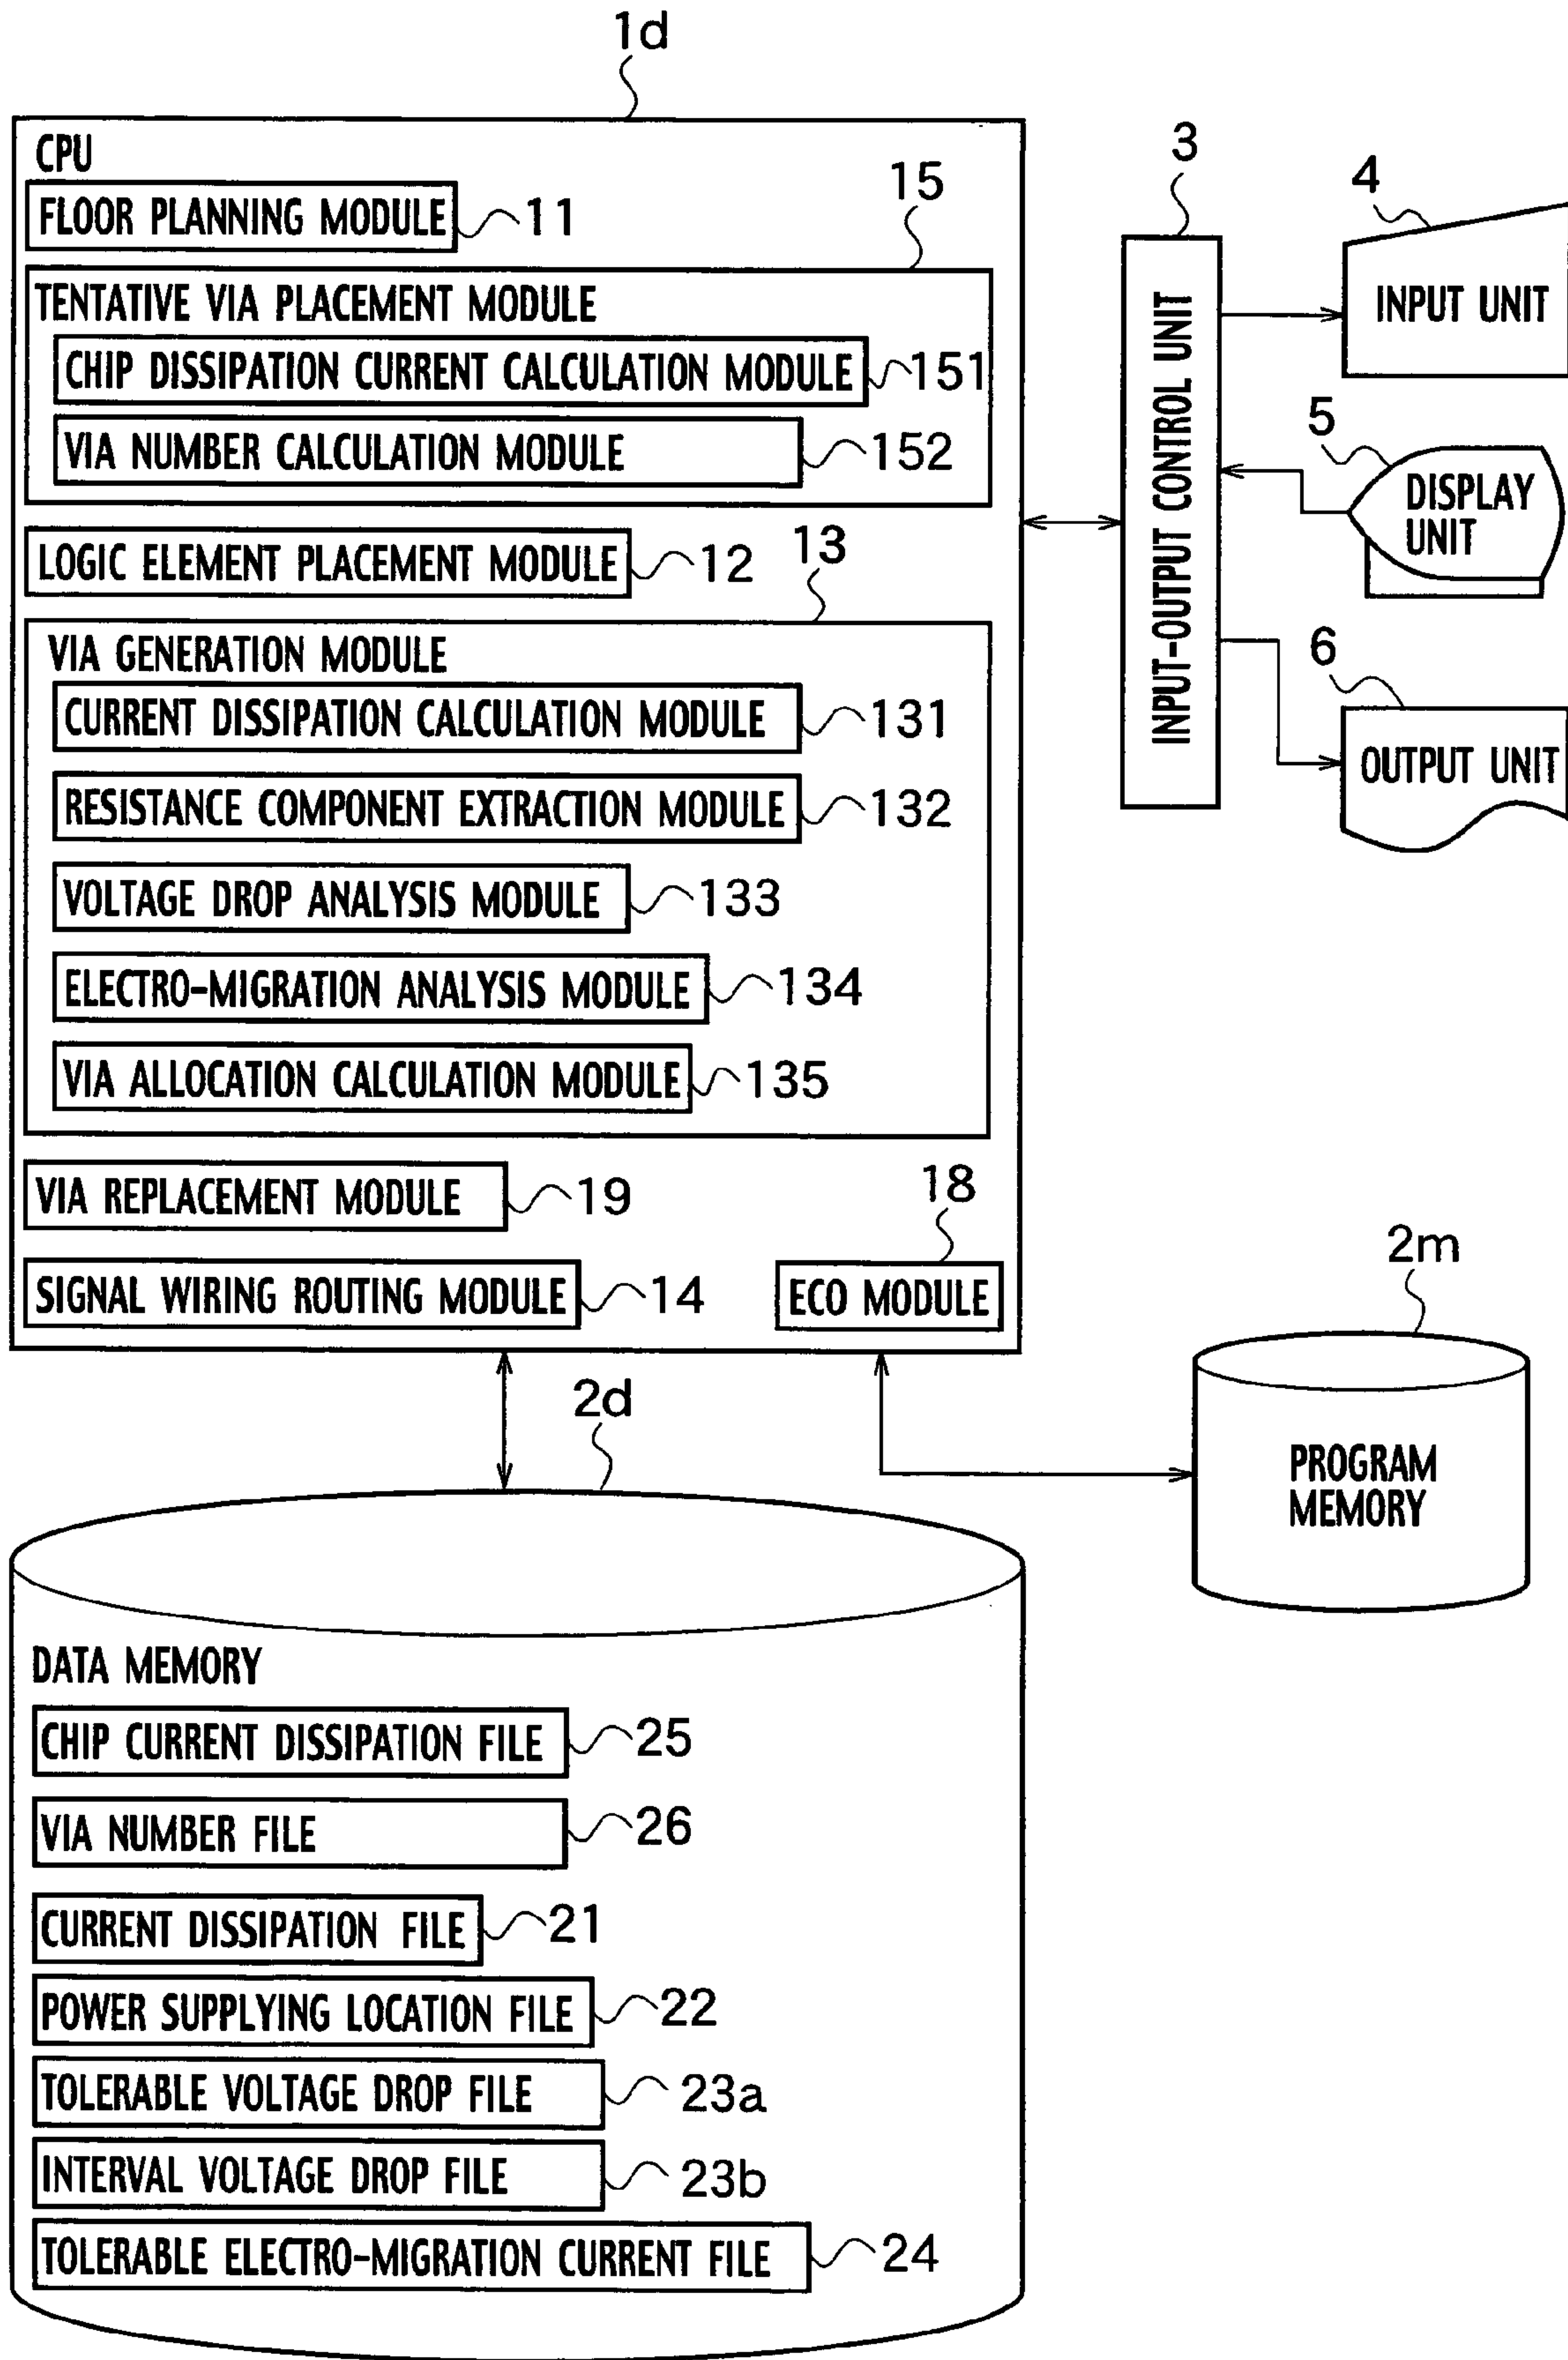 1d
CPU
FLOOR PLANNING MODULE 11
15
TENTATIVE VIA PLACEMENT MODULE
CHIP DISSIPATION CURRENT CALCULATION MODULE 151
VIA NUMBER CALCULATION MODULE 152
LOGIC ELEMENT PLACEMENT MODULE 12
13
VIA GENERATION MODULE
CURRENT DISSIPATION CALCULATION MODULE 131
RESISTANCE COMPONENT EXTRACTION MODULE 132
VOLTAGE DROP ANALYSIS MODULE 133
ELECTRO-MIGRATION ANALYSIS MODULE 134
VIA ALLOCATION CALCULATION MODULE 135
VIA REPLACEMENT MODULE 19
18
SIGNAL WIRING ROUTING MODULE 14
ECO MODULE
3
INPUT-OUTPUT CONTROL UNIT
4
INPUT UNIT
5
DISPLAY
UNIT
6
OUTPUT UNIT
2m
PROGRAM
MEMORY
2d
DATA MEMORY
CHIP CURRENT DISSIPATION FILE 25
VIA NUMBER FILE 26
CURRENT DISSIPATION FILE 21
POWER SUPPLYING LOCATION FILE 22
TOLERABLE VOLTAGE DROP FILE 23a
INTERVAL VOLTAGE DROP FILE 23b
TOLERABLE ELECTRO-MIGRATION CURRENT FILE 24